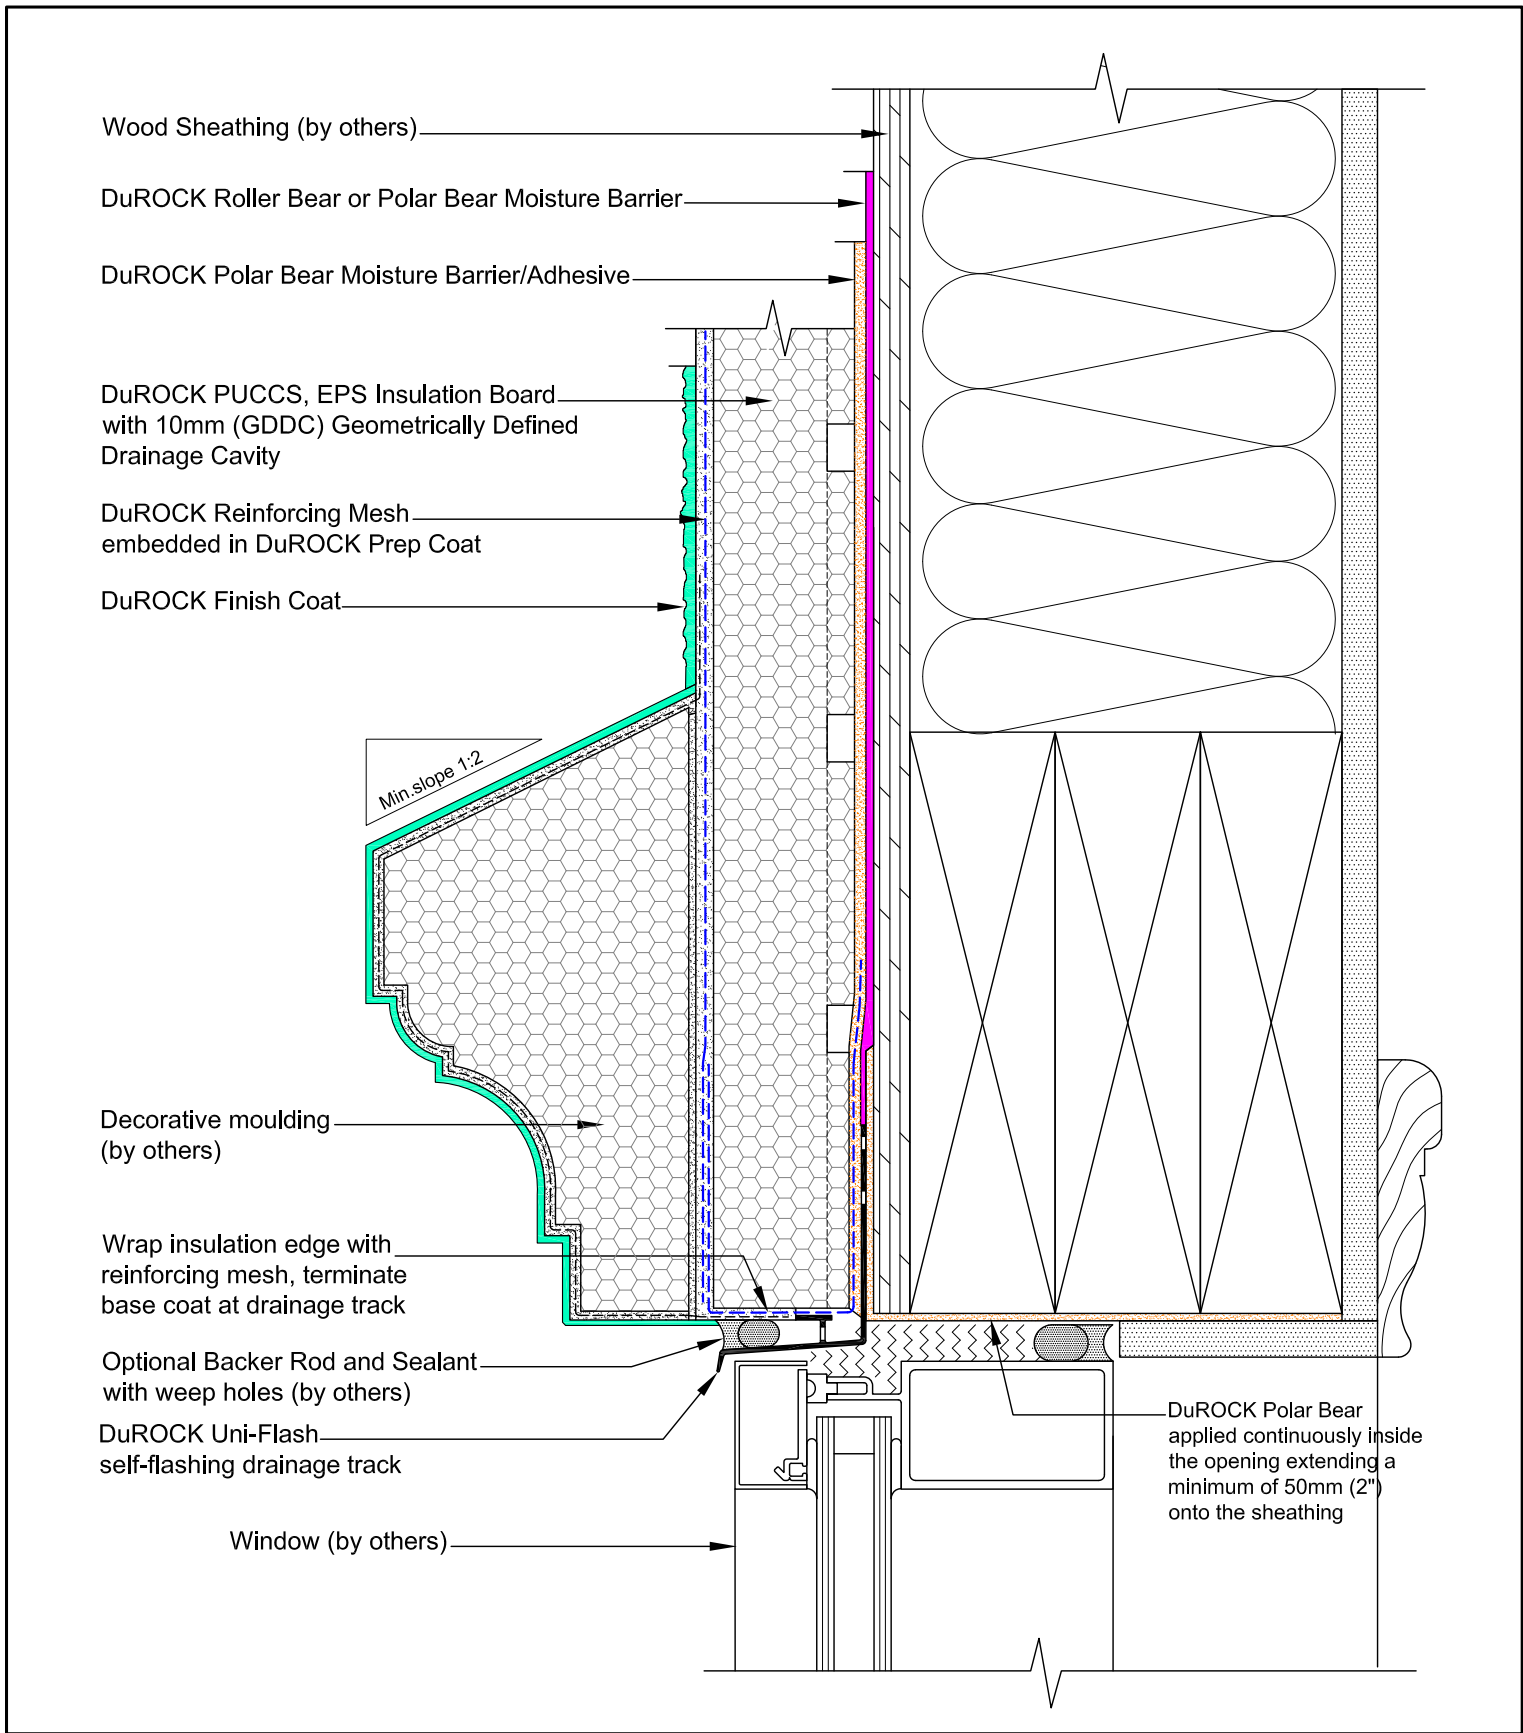 Wood Sheathing (by others)
DuROCK Roller Bear or Polar Bear Moisture Barrier
DuROCK Polar Bear Moisture Barrier/Adhesive
DuROCK PUCCS, EPS Insulation Board
with 10mm (GDDC) Geometrically Defined
Drainage Cavity
DuROCK Reinforcing Mesh
embedded in DuROCK Prep Coat
DuROCK Finish Coat
Min.slope 1:2
Decorative moulding
(by others)
Wrap insulation edge with
reinforcing mesh, terminate
base coat at drainage track
Optional Backer Rod and Sealant
with weep holes (by others)
DuROCK Uni-Flash
self-flashing drainage track
Window (by others)
DuROCK Polar Bear
applied continuously inside
the opening extending a
minimum of 50mm (2")
onto the sheathing